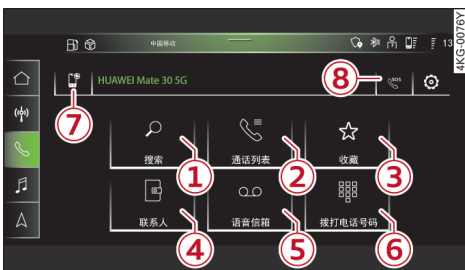 中国移动
13
4KG-0076Y
HUAWEI Mate 30 5G
8
SOS
7
搜索
通话列表
收藏
1
2
3
联系人
语音信箱
拨打电话号码
4
5
6